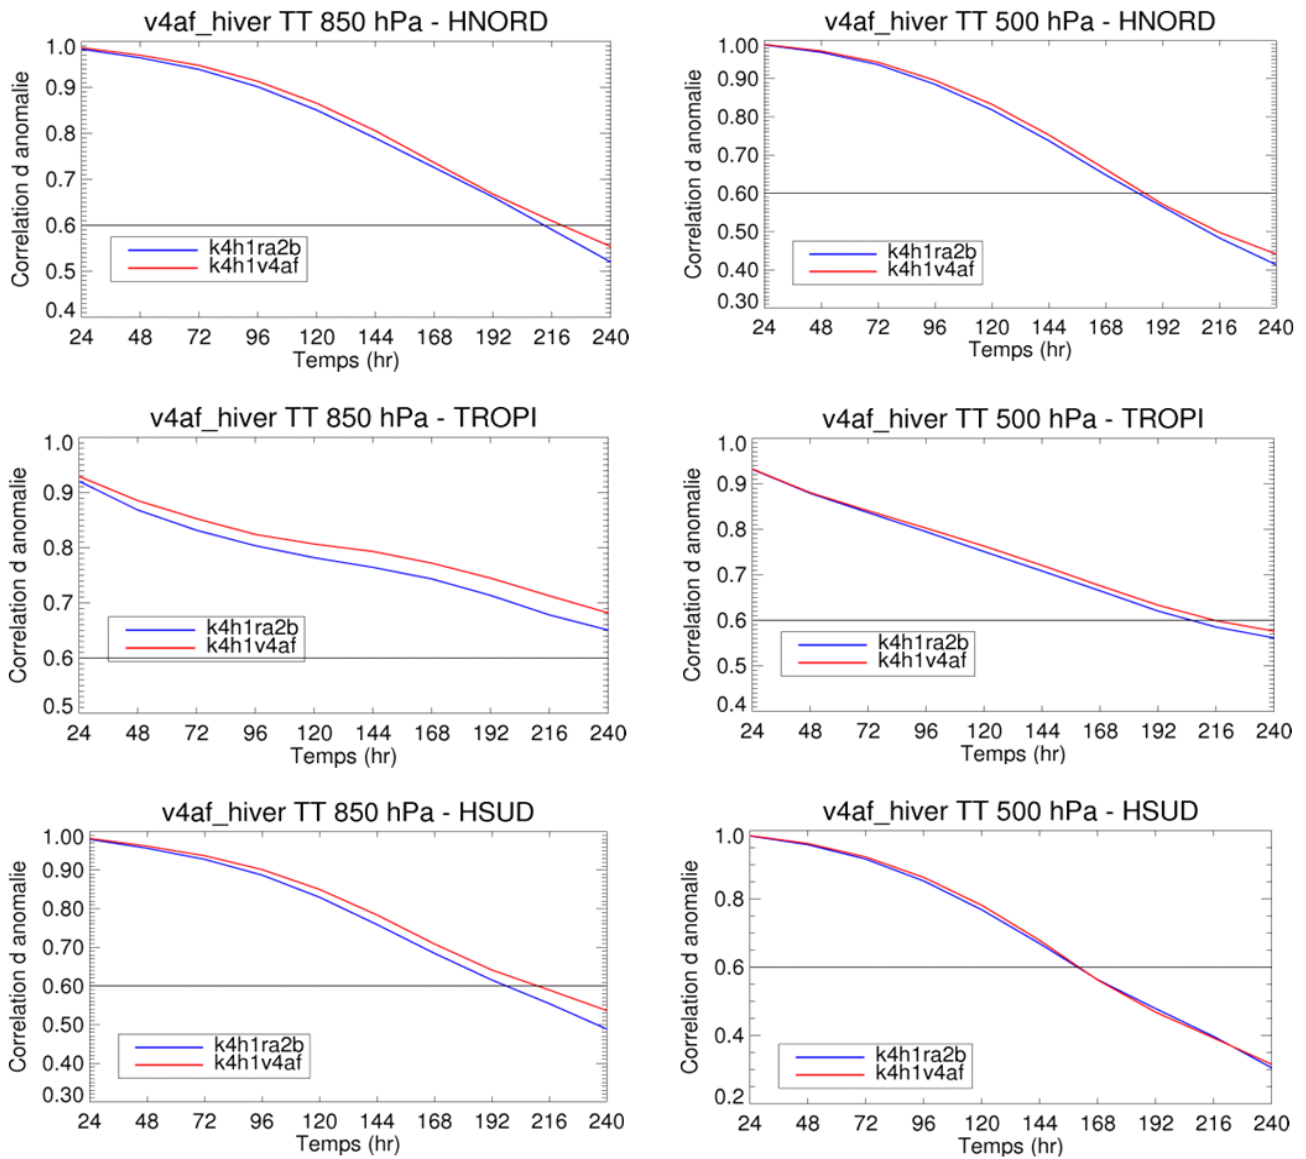 v4af_hiver TT 850 hPa - HNORD
Correlation d anomalie
1.0
0.9
0.8
0.7
0.6
0.5
0.4
k4h1ra2b
k4h1v4af
24 48 72 96 120 144 168 192 216 240
Temps (hr)
v4af_hiver TT 500 hPa - HNORD
Correlation d anomalie
1.00
0.90
0.80
0.70
0.60
0.50
0.40
0.30
k4h1ra2b
k4h1v4af
24 48 72 96 120 144 168 192 216 240
Temps (hr)
v4af_hiver TT 850 hPa - TROPI
Correlation d anomalie
1.0
0.9
0.8
0.7
0.6
0.5
k4h1ra2b
k4h1v4af
24 48 72 96 120 144 168 192 216 240
Temps (hr)
v4af_hiver TT 500 hPa - TROPI
Correlation d anomalie
1.0
0.9
0.8
0.7
0.6
0.5
0.4
k4h1ra2b
k4h1v4af
24 48 72 96 120 144 168 192 216 240
Temps (hr)
v4af_hiver TT 850 hPa - HSUD
Correlation d anomalie
1.00
0.90
0.80
0.70
0.60
0.50
0.40
0.30
k4h1ra2b
k4h1v4af
24 48 72 96 120 144 168 192 216 240
Temps (hr)
v4af_hiver TT 500 hPa - HSUD
Correlation d anomalie
1.0
0.8
0.6
0.4
0.2
k4h1ra2b
k4h1v4af
24 48 72 96 120 144 168 192 216 240
Temps (hr)